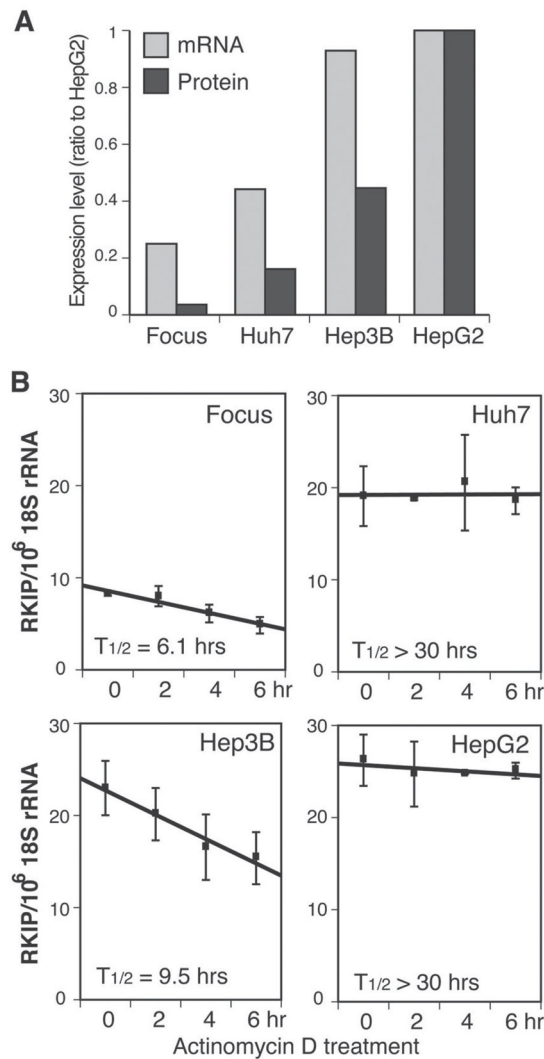 A
Expression level (ratio to HepG2)
1
0.8
0.6
0.4
0.2
0
mRNA
Protein
Focus Huh7 Hep3B HepG2
B
RKIP/10⁶ 18S rRNA
30
20
10
0
Focus
T1/2 = 6.1 hrs
0 2 4 6 hr
30
20
10
0
Huh7
T1/2 > 30 hrs
0 2 4 6 hr
RKIP/10⁶ 18S rRNA
30
20
10
0
Hep3B
T1/2 = 9.5 hrs
0 2 4 6 hr
30
20
10
0
HepG2
T1/2 > 30 hrs
0 2 4 6 hr
Actinomycin D treatment